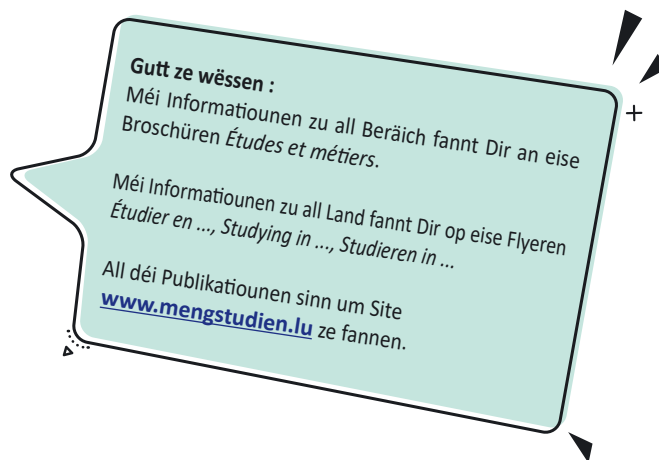 Gutt ze wëssen :
Méi Informatiounen zu all Beräich fannt Dir an eise
Broschüren Études et métiers.
Méi Informatiounen zu all Land fannt Dir op eise Flyeren
Étudier en ..., Studying in ..., Studieren in ...
All déi Publikatiounen sinn um Site
www.mengstudien.lu ze fannen.